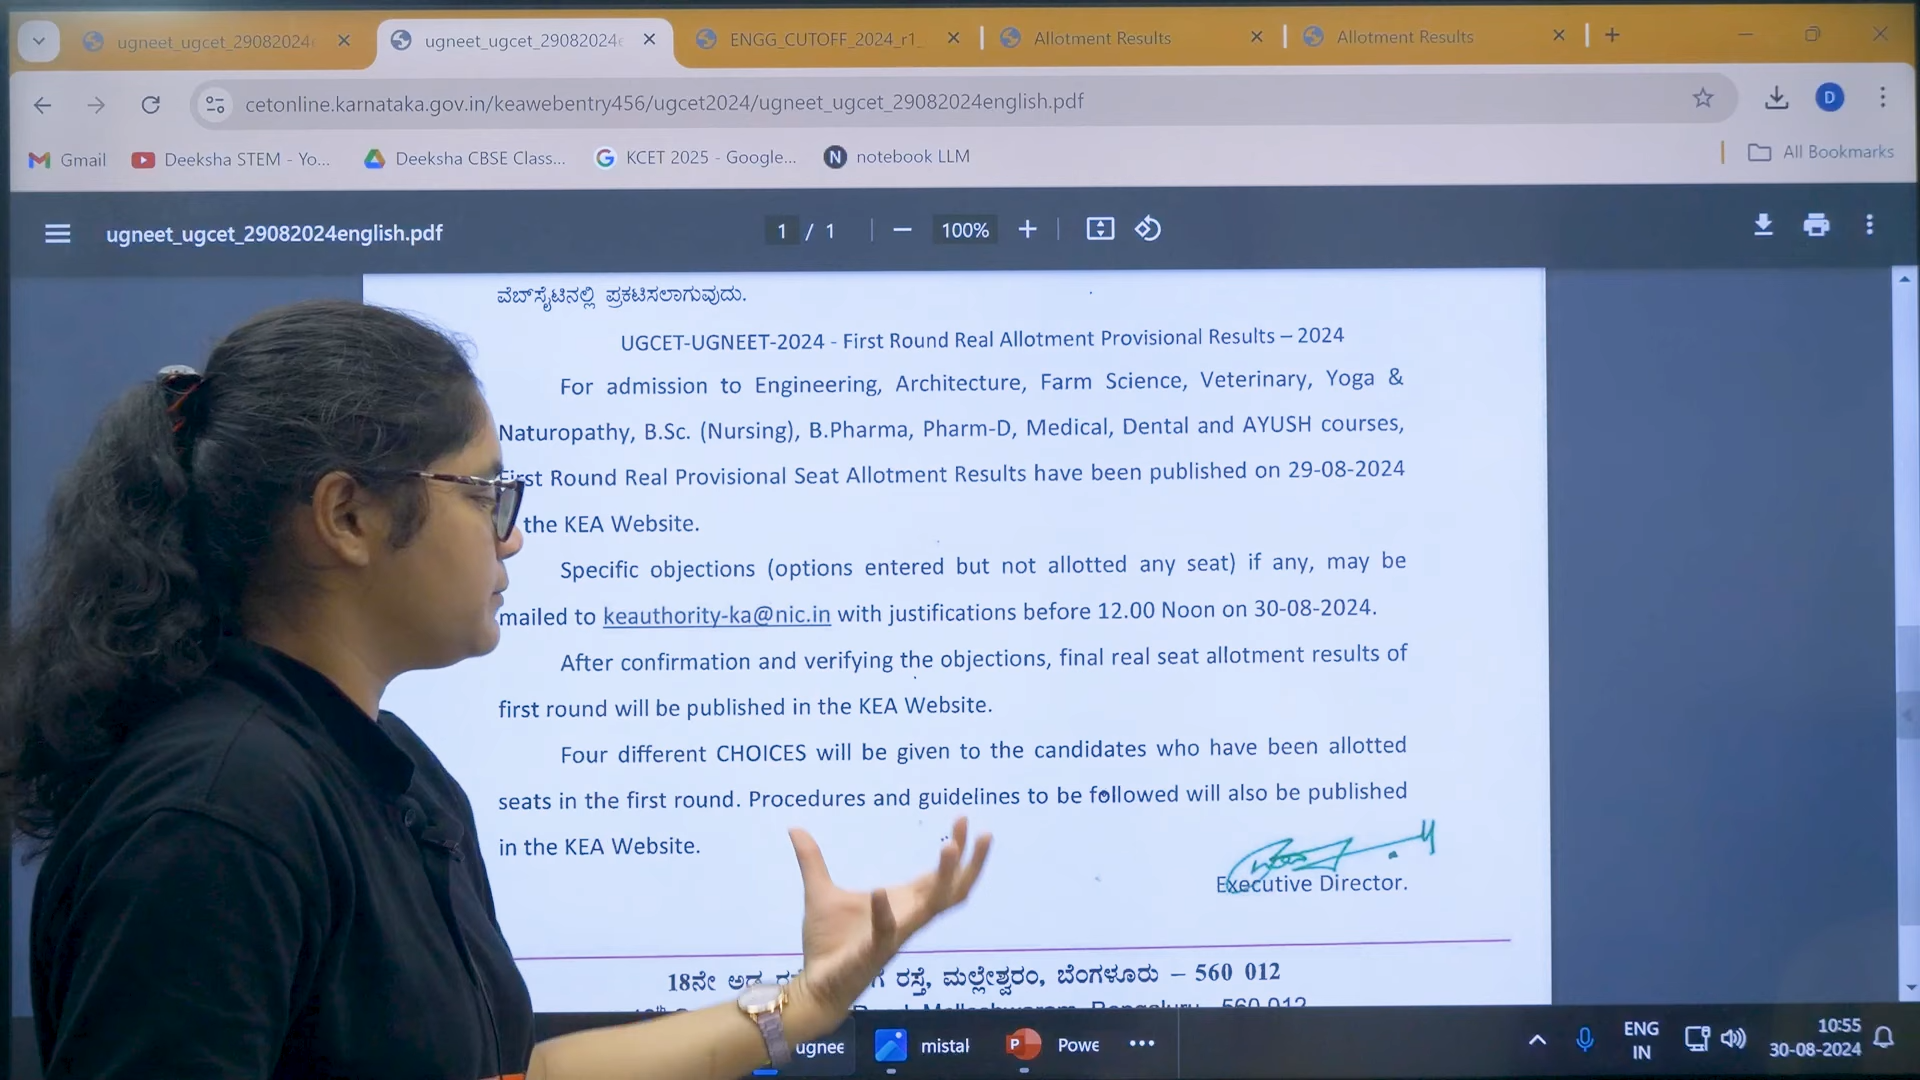 ugneet_ugcet_29082024
ugneet_ugcet_29082024
ENGG_CUTOFF_2024_r1_
Allotment Results
Allotment Results
cetonline.karnataka.gov.in/keawebentry456/ugcet2024/ugneet_ugcet_29082024english.pdf
D
Gmail
Deeksha STEM - Yo...
Deeksha CBSE Class...
KCET 2025 - Google...
N notebook LLM
All Bookmarks
ugneet_ugcet_29082024english.pdf
1 / 1
100%
ವೆಬ್‌ಸೈಟಿನಲ್ಲಿ ಪ್ರಕಟಿಸಲಾಗುವುದು.
UGCET-UGNEET-2024 - First Round Real Allotment Provisional Results – 2024
For admission to Engineering, Architecture, Farm Science, Veterinary, Yoga &
Naturopathy, B.Sc. (Nursing), B.Pharma, Pharm-D, Medical, Dental and AYUSH courses,
First Round Real Provisional Seat Allotment Results have been published on 29-08-2024
the KEA Website.
Specific objections (options entered but not allotted any seat) if any, may be
mailed to keauthority-ka@nic.in with justifications before 12.00 Noon on 30-08-2024.
After confirmation and verifying the objections, final real seat allotment results of
first round will be published in the KEA Website.
Four different CHOICES will be given to the candidates who have been allotted
seats in the first round. Procedures and guidelines to be followed will also be published
in the KEA Website.
Executive Director.
18ನೇ ಅಡ್ಡ ರಸ್ತೆ, ಮಲ್ಲೇಶ್ವರಂ, ಬೆಂಗಳೂರು – 560 012
Malleshwaram, Bengaluru 560 012
ugnee
mistal
P Powe
ENG
IN
10:55
30-08-2024